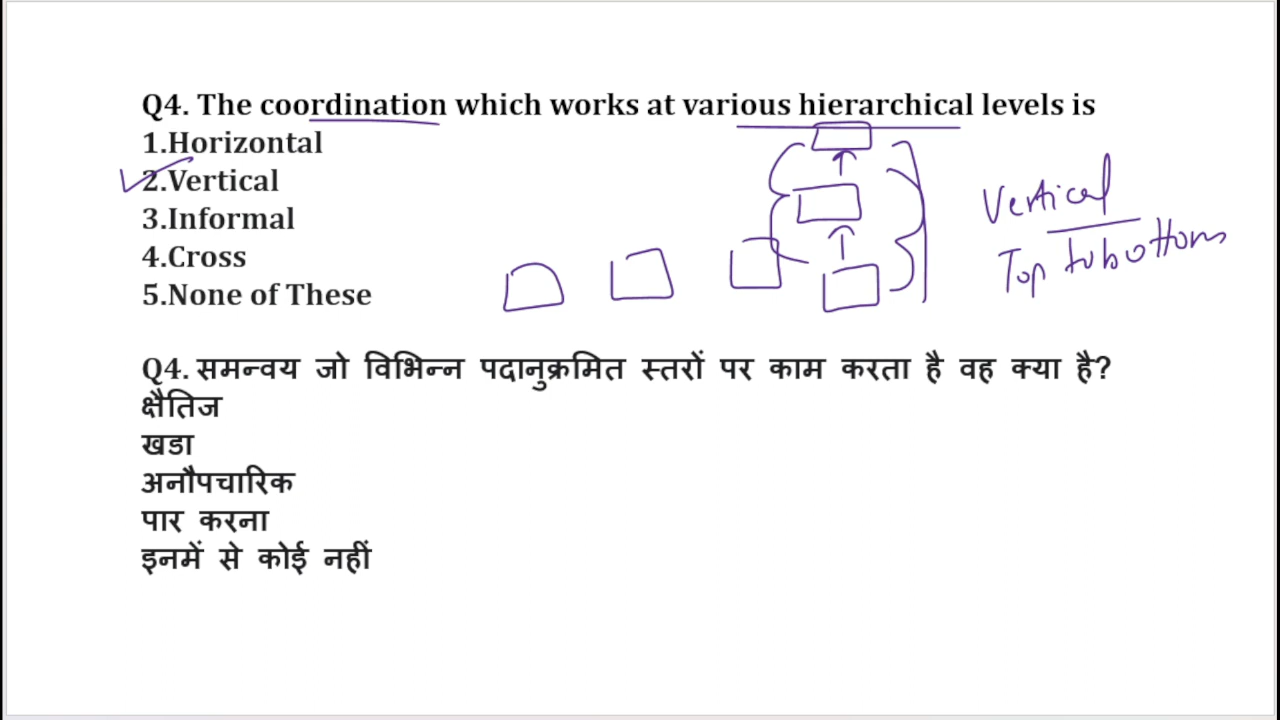 Q4. The coordination which works at various hierarchical levels is
1.Horizontal
2.Vertical
3.Informal
4.Cross
5.None of These
Vertical
Top to bottom
Q4. समन्वय जो विभिन्न पदानुक्रमित स्तरों पर काम करता है वह क्या है?
क्षैतिज
खडा
अनौपचारिक
पार करना
इनमें से कोई नहीं